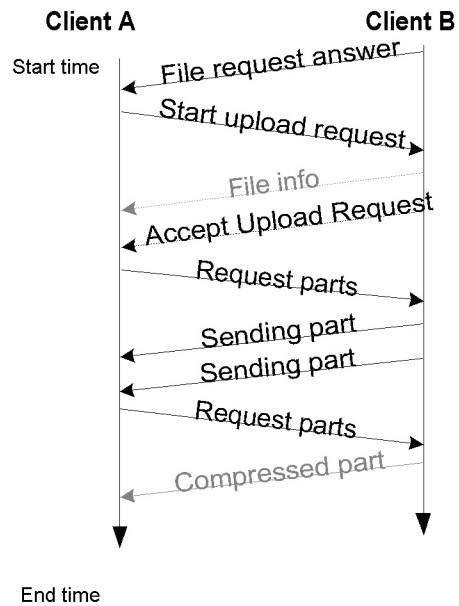 Client A
Client B
Start time
File request answer
Start upload request
File info
Accept Upload Request
Request parts
Sending part
Sending part
Request parts
Compressed part
End time